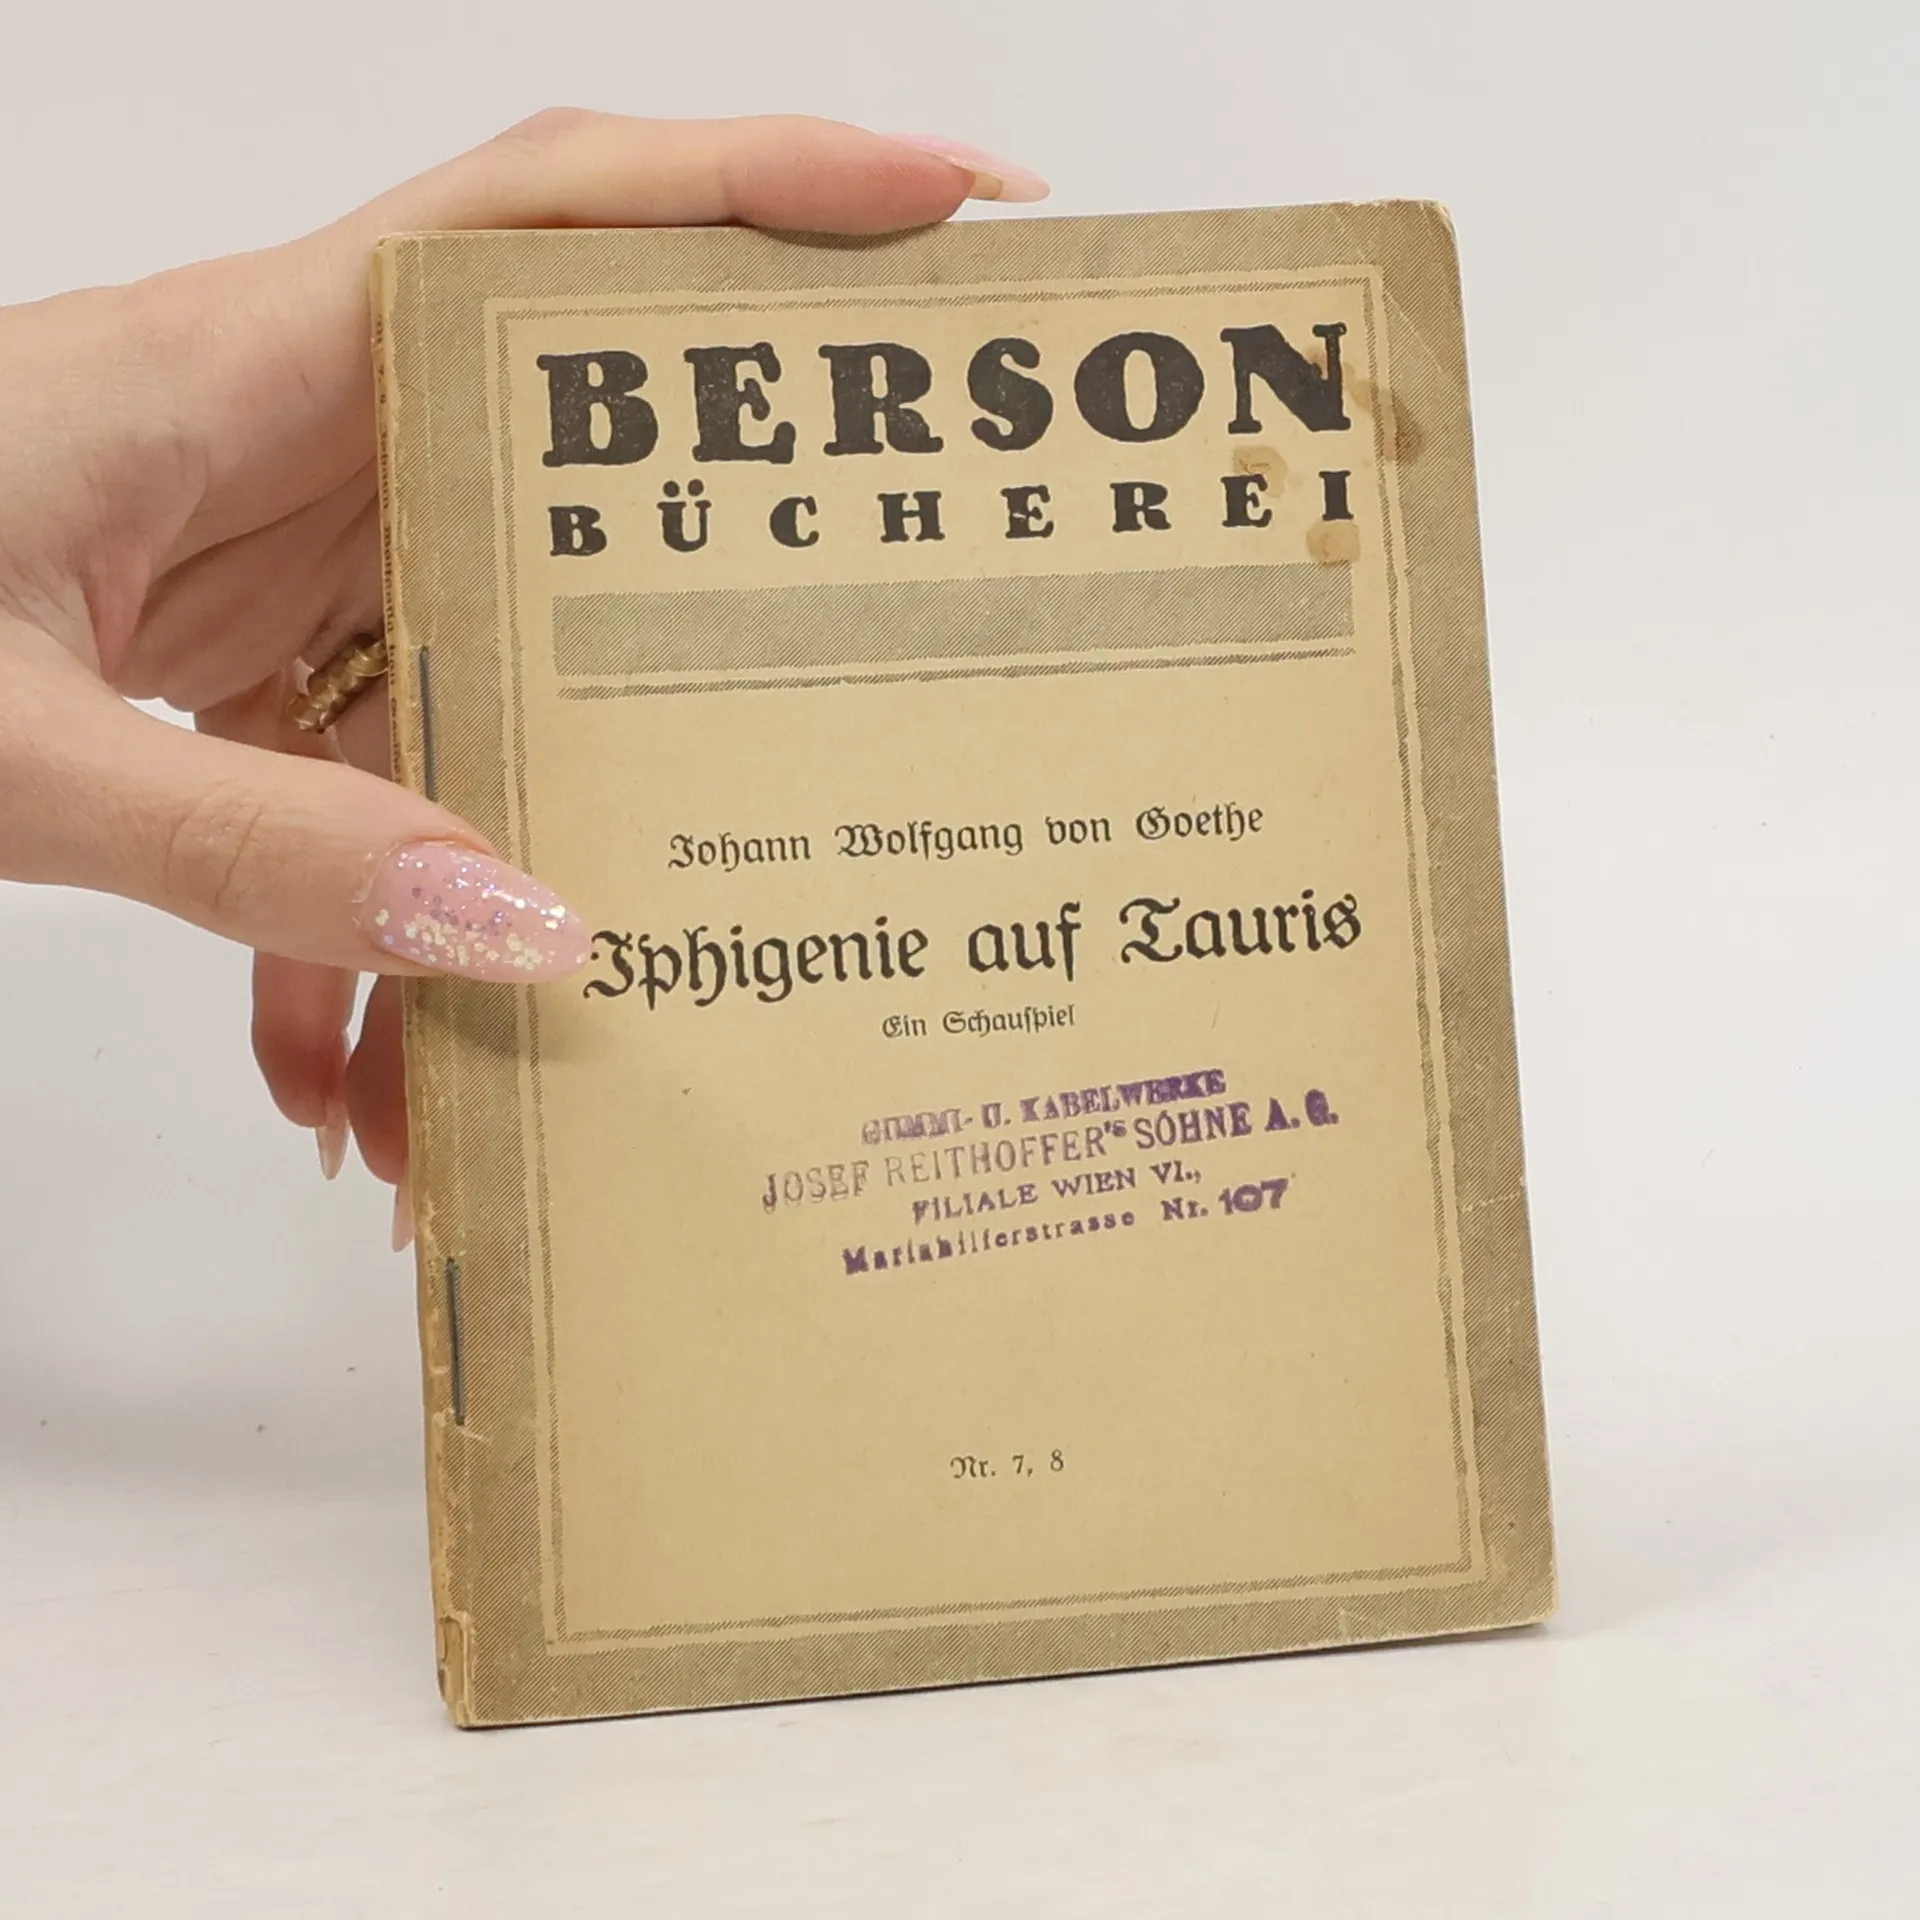 BERSON
BÜCHEREI
Johann Wolfgang von Goethe
Iphigenie auf Tauris
Ein Schauspiel
GUMMI- U. KABELWERKE
JOSEF REITHOFFER'S SÖHNE A. G.
FILIALE WIEN VI.,
Mariahilferstrasse Nr. 107
Nr. 7, 8